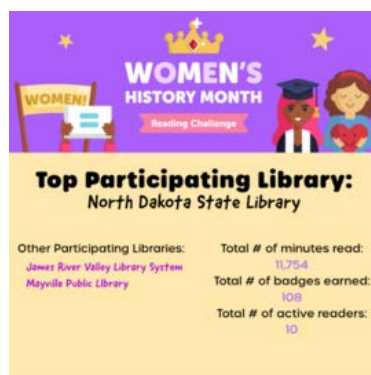 WOMEN'S
HISTORY MONTH
Reading Challenge
WOMEN!
Top Participating Library:
North Dakota State Library
Other Participating Libraries:
James River Valley Library System
Mayville Public Library
Total # of minutes read:
11,754
Total # of badges earned:
108
Total # of active readers:
10